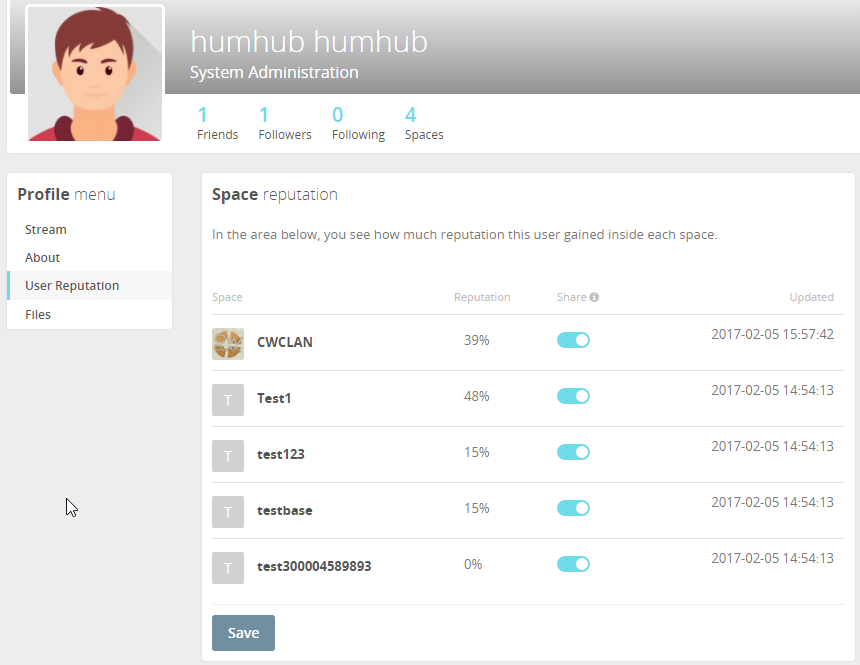 humhub humhub
System Administration
1 1 0 4
Friends Followers Following Spaces
Profile menu
Stream
About
User Reputation
Files
Space reputation
In the area below, you see how much reputation this user gained inside each space.
Space Reputation Share Updated
CWCLAN 39% 2017-02-05 15:57:42
T Test1 48% 2017-02-05 14:54:13
T test123 15% 2017-02-05 14:54:13
T testbase 15% 2017-02-05 14:54:13
T test300004589893 0% 2017-02-05 14:54:13
Save